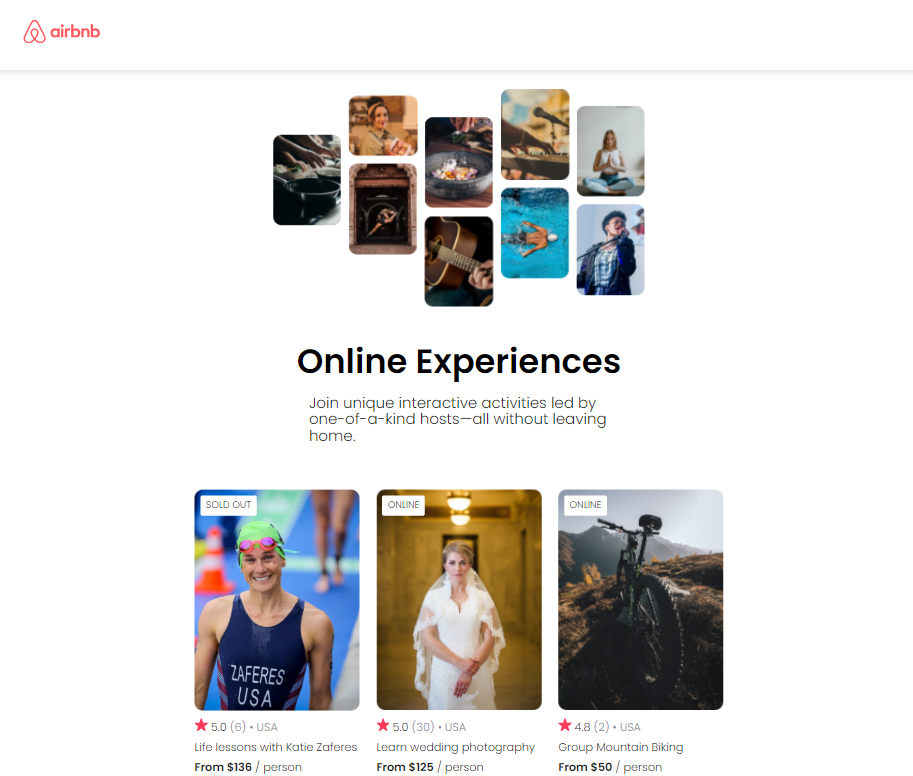 airbnb
Online Experiences
Join unique interactive activities led by
one-of-a-kind hosts—all without leaving
home.
SOLD OUT
ONLINE
ONLINE
ZAFERES
USA
5.0 (6) • USA
5.0 (30) • USA
4.8 (2) • USA
Life lessons with Katie Zaferes
Learn wedding photography
Group Mountain Biking
From $136 / person
From $125 / person
From $50 / person